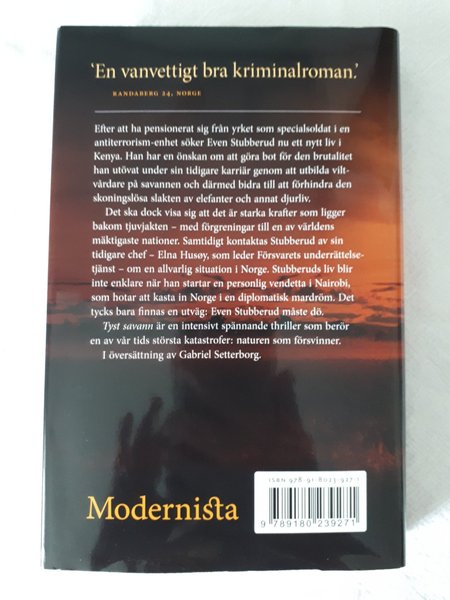 ‘En vanvettigt bra kriminalroman.’
RANDABERG 24, NORGE
Efter att ha pensionerat sig från yrket som specialsoldat i en
antiterrorism-enhet söker Even Stubberud nu ett nytt liv i
Kenya. Han har en önskan om att göra bot för den brutalitet
han utövat under sin tidigare karriär genom att utbilda vilt-
vårdare på savannen och därmed bidra till att förhindra den
skoningslösa slakten av elefanter och annat djurliv.
Det ska dock visa sig att det är starka krafter som ligger
bakom tjuvjakten – med förgreningar till en av världens
mäktigaste nationer. Samtidigt kontaktas Stubberud av sin
tidigare chef – Elna Husøy, som leder Försvarets underrättelse-
tjänst – om en allvarlig situation i Norge. Stubberuds liv blir
inte enklare när han startar en personlig vendetta i Nairobi,
som hotar att kasta in Norge i en diplomatisk mardröm. Det
tycks bara finnas en utväg: Even Stubberud måste dö.
Tyst savann är en intensivt spännande thriller som berör
en av vår tids största katastrofer: naturen som försvinner.
I översättning av Gabriel Setterborg.
ISBN 978-91-8023-927-1
Modernista
9 789180 239271